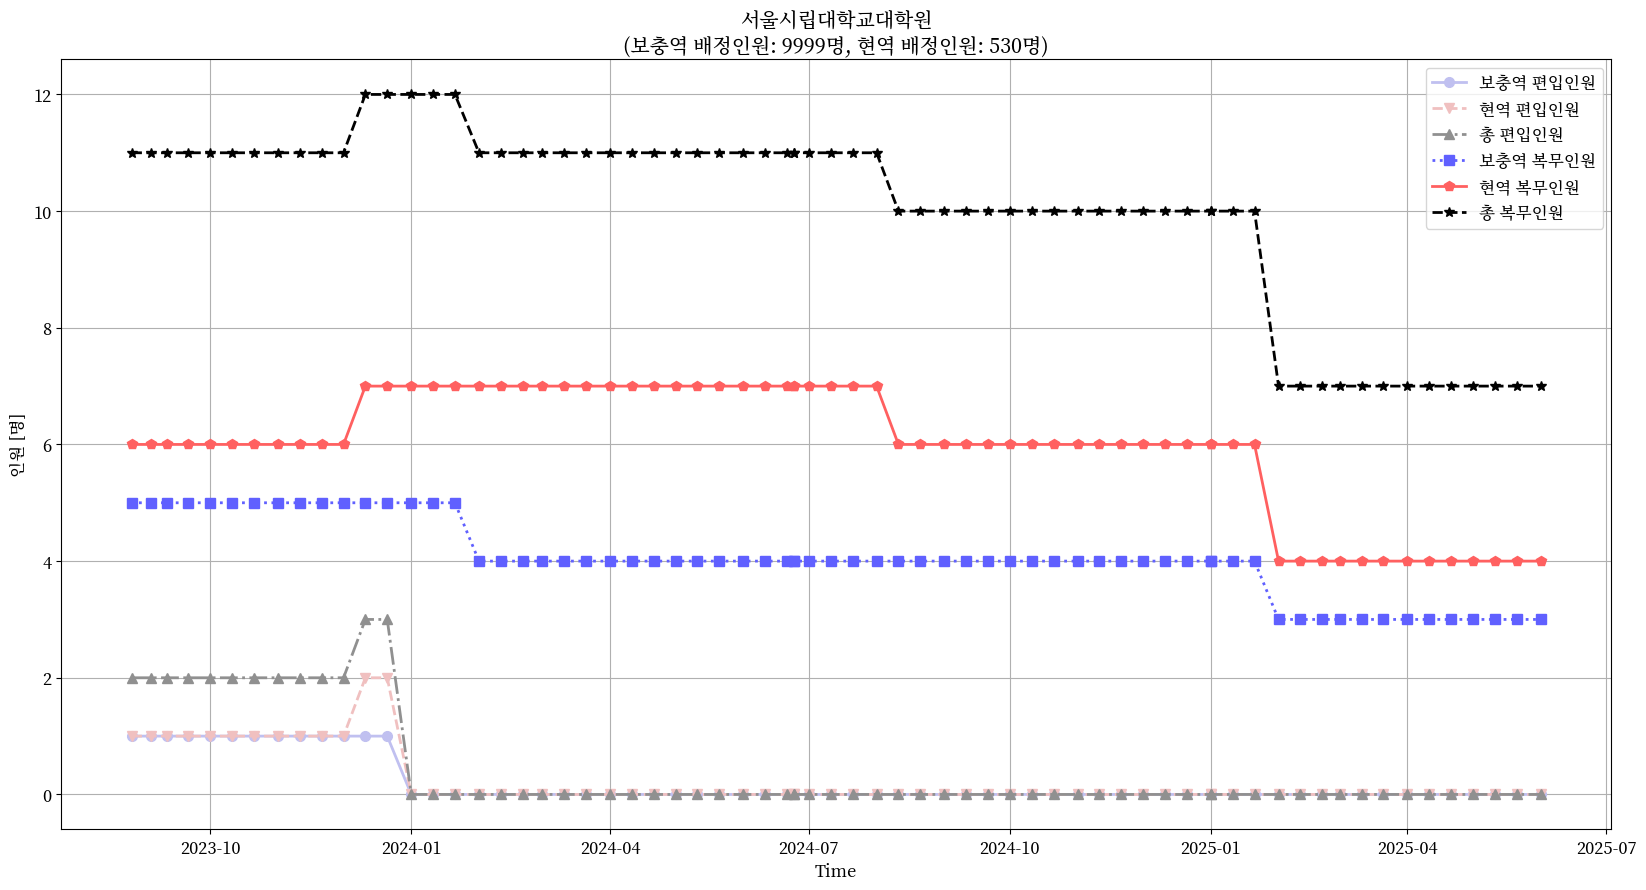 서울시립대학교대학원
(보충역 배정인원: 9999명, 현역 배정인원: 530명)
보충역 편입인원
현역 편입인원
총 편입인원
보충역 복무인원
현역 복무인원
총 복무인원
인원 [명]
12
10
8
6
4
2
0
2023-10
2024-01
2024-04
2024-07
2024-10
2025-01
2025-04
2025-07
Time